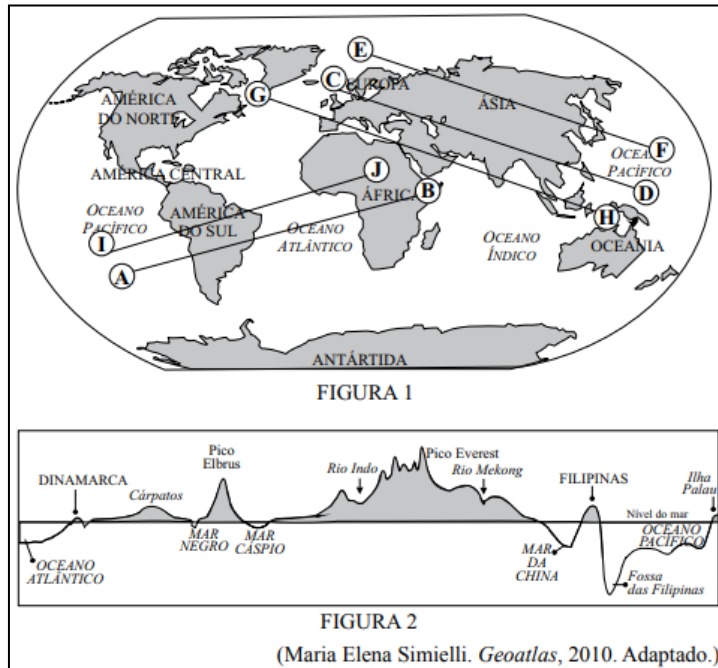 E
C
G
EUROPA
AMÉRICA
DO NORTE
ÁSIA
OCEANO
PACÍFICO
F
AMÉRICA CENTRAL
J
B
ÁFRICA
D
OCEANO
PACÍFICO
I
AMÉRICA
DO SUL
OCEANO
ATLÂNTICO
H
OCEANO
ÍNDICO
OCEANIA
A
ANTÁRTIDA
FIGURA 1
DINAMARCA
Cárpatos
Pico
Elbrus
Rio Indo
Pico Everest
Rio Mekong
FILIPINAS
Ilha
Palau
Nível do mar
OCEANO
ATLÂNTICO
MAR
NEGRO
MAR
CÁSPIO
MAR
DA
CHINA
OCEANO
PACÍFICO
Fossa
das Filipinas
FIGURA 2
(Maria Elena Simielli. Geoatlas, 2010. Adaptado.)